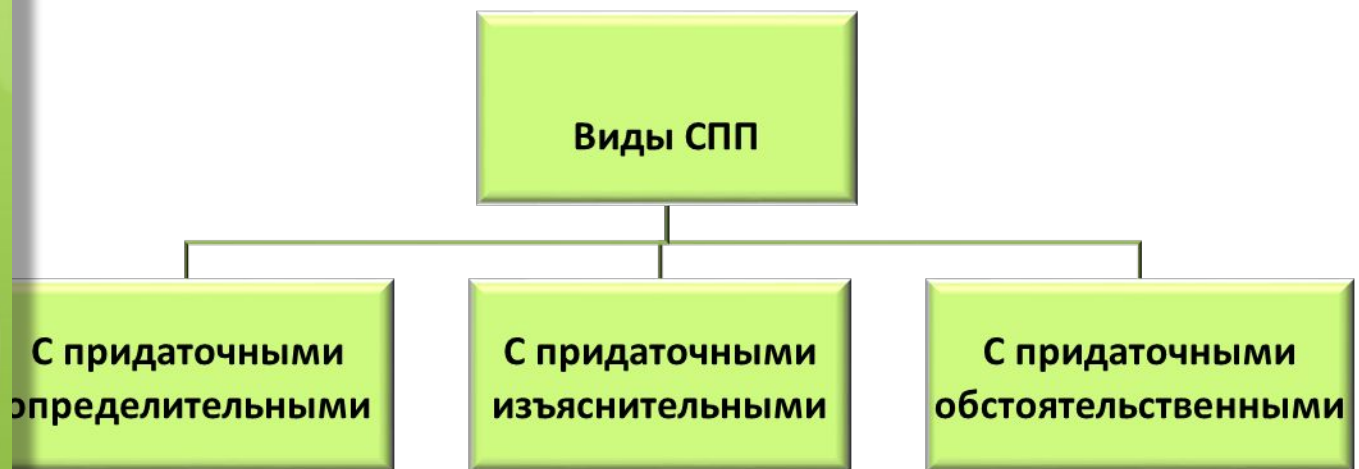 Виды СПП
С придаточными
определительными
С придаточными
изъяснительными
С придаточными
обстоятельственными